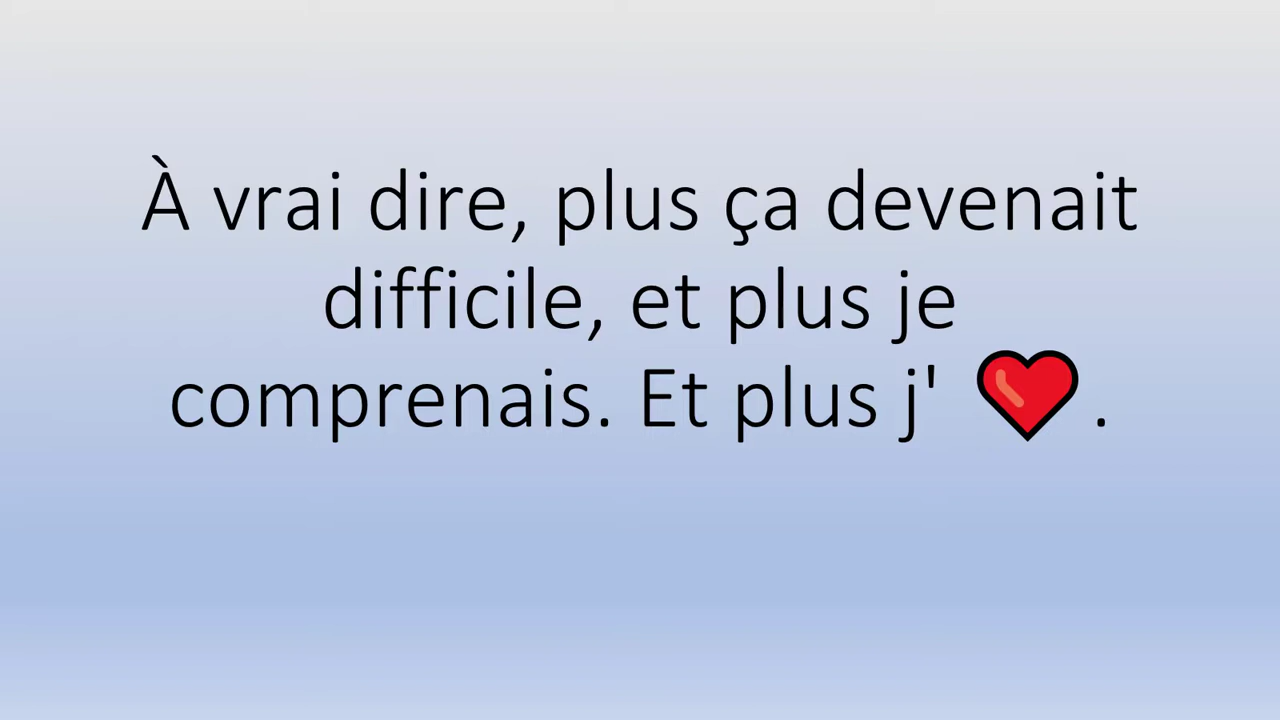 À vrai dire, plus ça devenait
difficile, et plus je
comprenais. Et plus j' ❤️ .